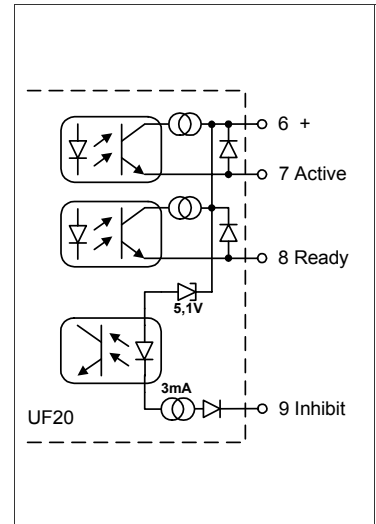 6 +
7 Active
8 Ready
5,1V
3mA
9 Inhibit
UF20